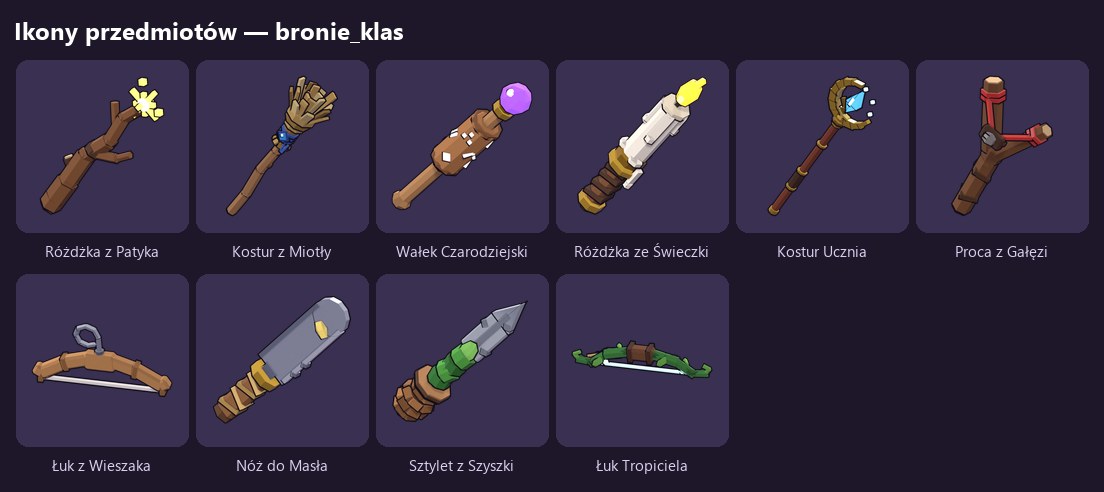 Ikony przedmiotów — bronie_klas
Różdżka z Patyka
Kostur z Miotły
Wałek Czarodziejski
Różdżka ze Świeczki
Kostur Ucznia
Proca z Gałęzi
Łuk z Wieszaka
Nóż do Masła
Sztylet z Szyszki
Łuk Tropiciela